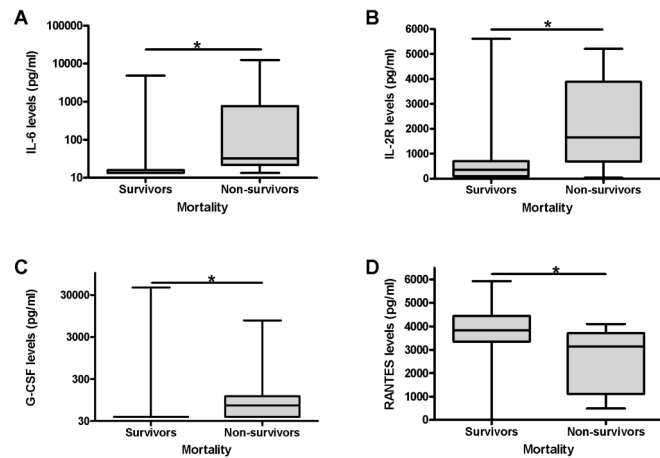 A
*
IL-6 levels (pg/ml)
100000
10000
1000
100
10
Survivors Non-survivors
Mortality
B
*
IL-2R levels (pg/ml)
6000
5000
4000
3000
2000
1000
0
Survivors Non-survivors
Mortality
C
*
G-CSF levels (pg/ml)
30000
3000
300
30
Survivors Non-survivors
Mortality
D
*
RANTES levels (pg/ml)
6000
5000
4000
3000
2000
1000
0
Survivors Non-survivors
Mortality